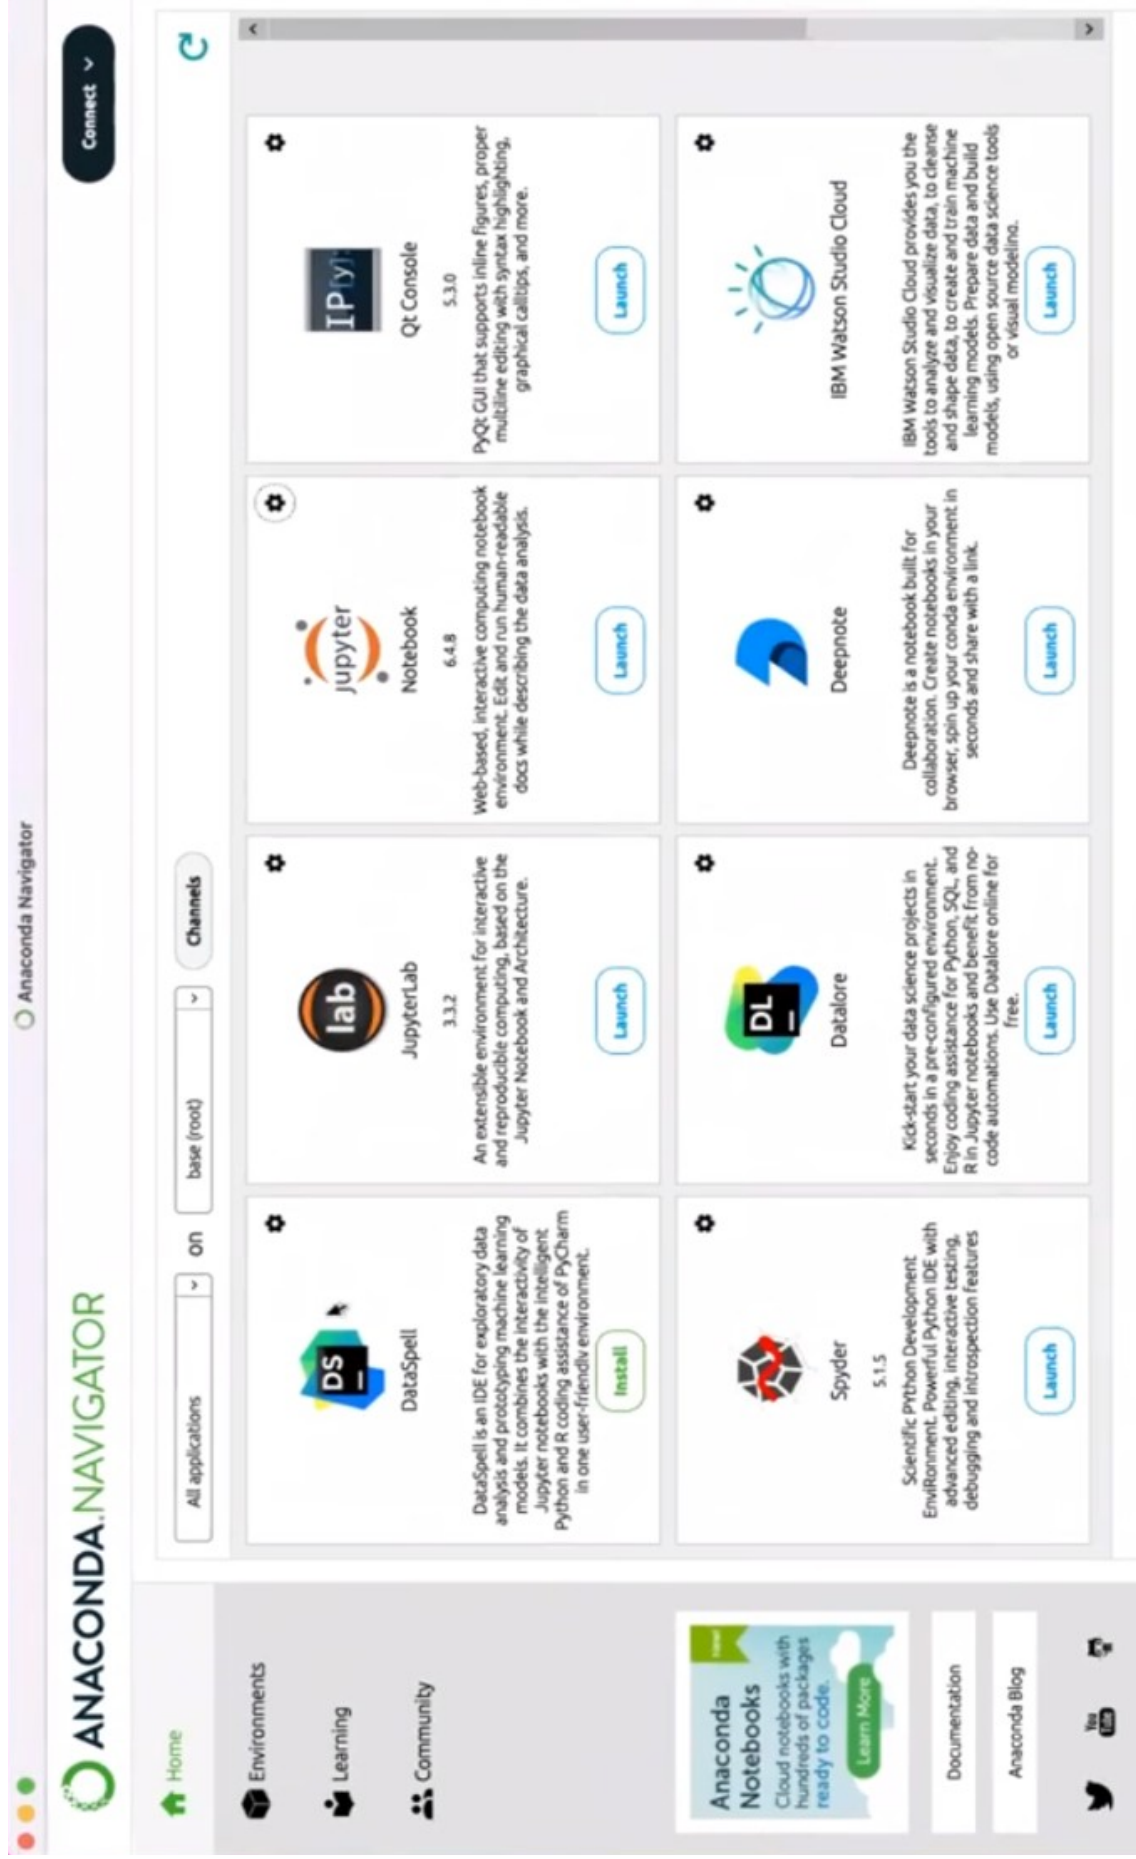 Anaconda Navigator
ANACONDA.NAVIGATOR
Connect
Home
Environments
Learning
Community
Anaconda
Notebooks
New!
Cloud notebooks with
hundreds of packages
ready to code.
Learn More
Documentation
Anaconda Blog
You
Tube
All applications
on
base (root)
Channels
DS
DataSpell
DataSpell is an IDE for exploratory data
analysis and prototyping machine learning
models. It combines the interactivity of
Jupyter notebooks with the intelligent
Python and R coding assistance of PyCharm
in one user-friendly environment.
Install
lab
JupyterLab
3.3.2
An extensible environment for interactive
and reproducible computing, based on the
Jupyter Notebook and Architecture.
Launch
jupyter
Notebook
6.4.8
Web-based, interactive computing notebook
environment. Edit and run human-readable
docs while describing the data analysis.
Launch
IP[y]:
Qt Console
5.3.0
PyQt GUI that supports inline figures, proper
multiline editing with syntax highlighting,
graphical calltips, and more.
Launch
Spyder
5.1.5
Scientific PYthon Development
EnviRonment. Powerful Python IDE with
advanced editing, interactive testing,
debugging and introspection features
Launch
DL
Datalore
Kick-start your data science projects in
seconds in a pre-configured environment.
Enjoy coding assistance for Python, SQL, and
R in Jupyter notebooks and benefit from no-
code automations. Use Datalore online for
free.
Launch
Deepnote
Deepnote is a notebook built for
collaboration. Create notebooks in your
browser, spin up your conda environment in
seconds and share with a link.
Launch
IBM Watson Studio Cloud
IBM Watson Studio Cloud provides you the
tools to analyze and visualize data, to cleanse
and shape data, to create and train machine
learning models. Prepare data and build
models, using open source data science tools
or visual modeling.
Launch